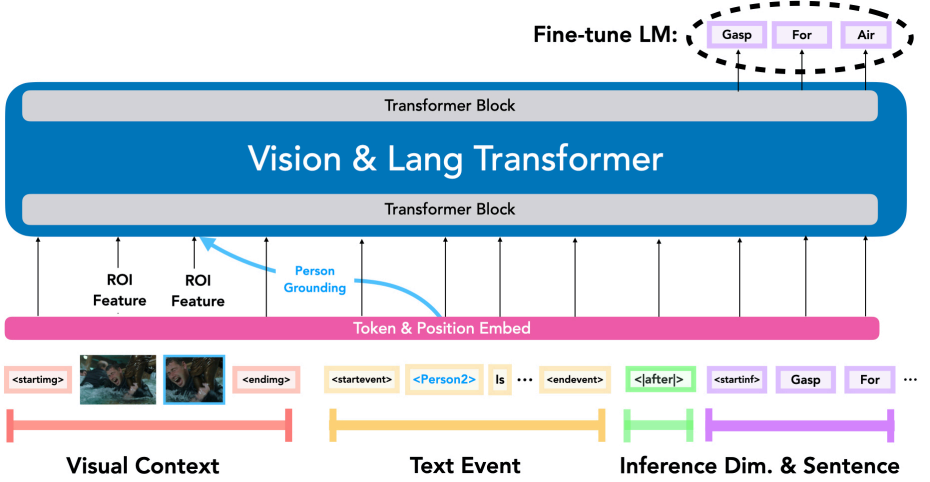 Fine-tune LM: Gasp For Air
Transformer Block
Vision & Lang Transformer
Transformer Block
ROI
Feature
ROI
Feature
Person
Grounding
Token & Position Embed
<startimg> <endimg> <startevent> <Person2> Is ... <endevent> <|after|> <startinf> Gasp For ...
Visual Context Text Event Inference Dim. & Sentence